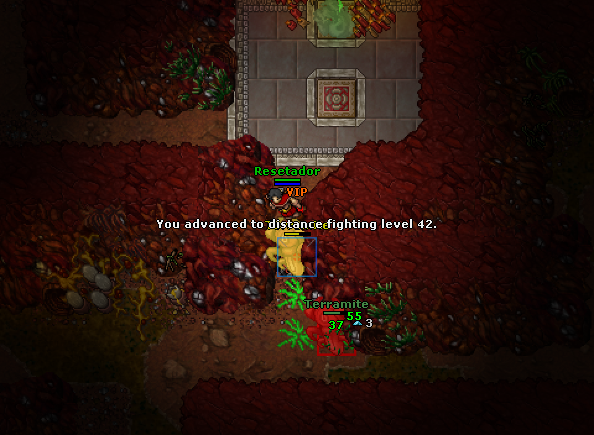 Resetador
VIP
You advanced to distance fighting level 42.
Terramite
55
37
3